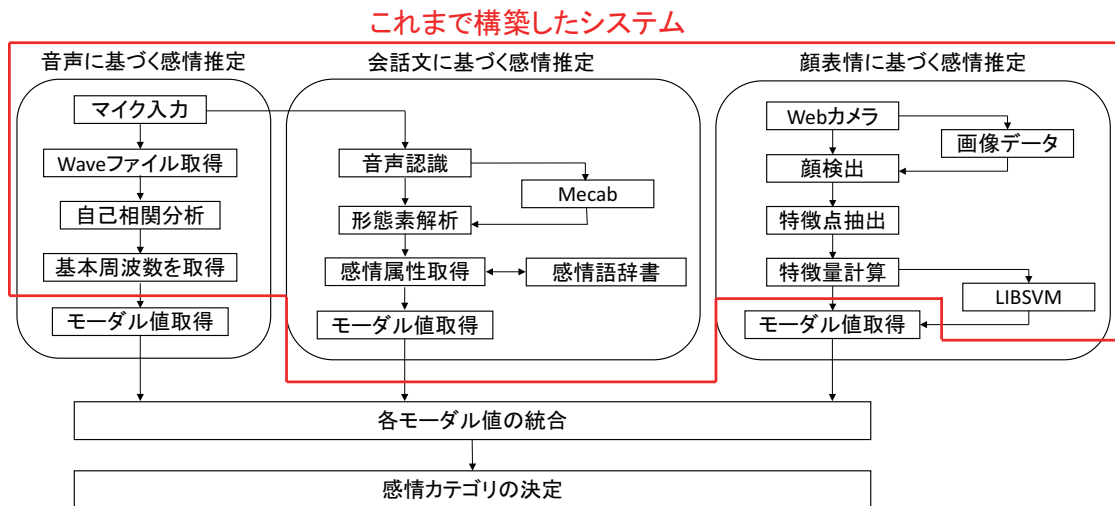 これまで構築したシステム
音声に基づく感情推定
マイク入力
Waveファイル取得
自己相関分析
基本周波数を取得
モーダル値取得
会話文に基づく感情推定
音声認識
Mecab
形態素解析
感情属性取得
感情語辞書
モーダル値取得
顔表情に基づく感情推定
Webカメラ
画像データ
顔検出
特徴点抽出
特徴量計算
LIBSVM
モーダル値取得
各モーダル値の統合
感情カテゴリの決定